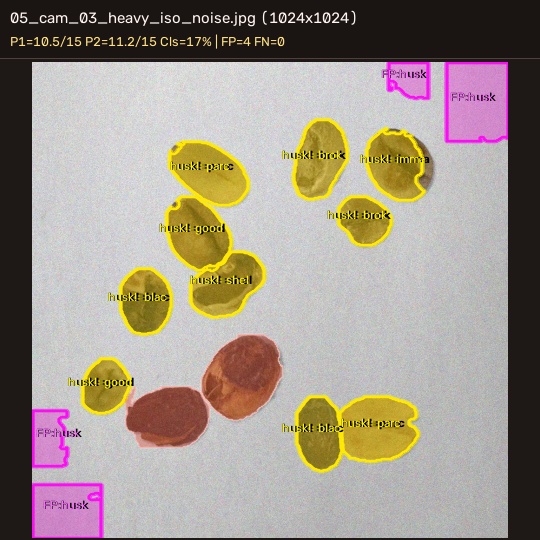 05_cam_03_heavy_iso_noise.jpg (1024x1024)
P1=10.5/15 P2=11.2/15 Cls=17% | FP=4 FN=0
FP:husk
FP:husk
husk!=parc
husk!=brok
husk!=imma
husk!=brok
husk!=good
husk!=shell
husk!=blac
husk!=good
husk!=blac
husk!=parc
FP:husk
FP:husk